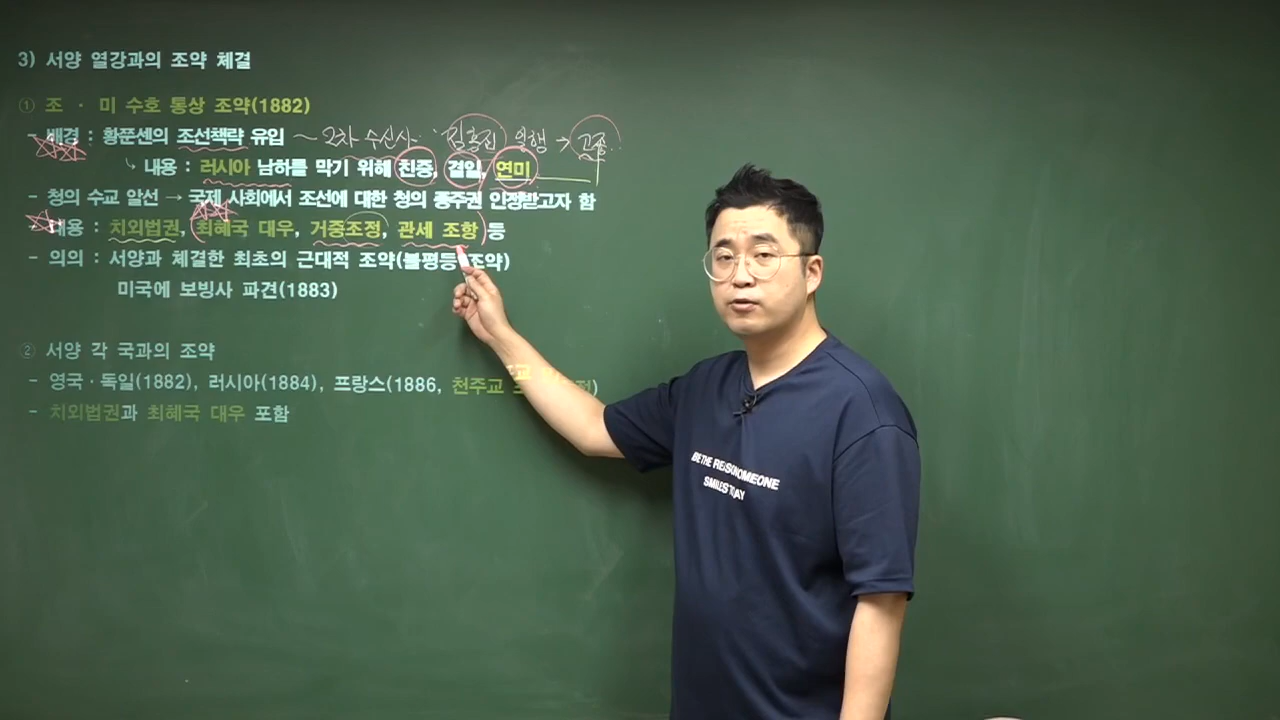 3) 서양 열강과의 조약 체결
① 조 · 미 수호 통상 조약(1882)
- 배경 : 황쭌셴의 조선책략 유입 ~ 2차 수신사 김홍집 일행 → 고종
내용 : 러시아 남하를 막기 위해 친중, 결일, 연미
- 청의 수교 알선 → 국제 사회에서 조선에 대한 청의 종주권 인정받고자 함
- 내용 : 치외법권, 최혜국 대우, 거중조정, 관세 조항 등
- 의의 : 서양과 체결한 최초의 근대적 조약(불평등 조약)
미국에 보빙사 파견(1883)
② 서양 각 국과의 조약
- 영국·독일(1882), 러시아(1884), 프랑스(1886, 천주교
- 치외법권과 최혜국 대우 포함
BE THE REASON SOMEONE
SMILES TODAY